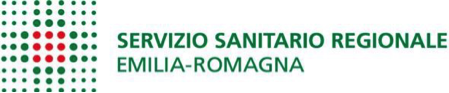 SERVIZIO SANITARIO REGIONALE
EMILIA-ROMAGNA